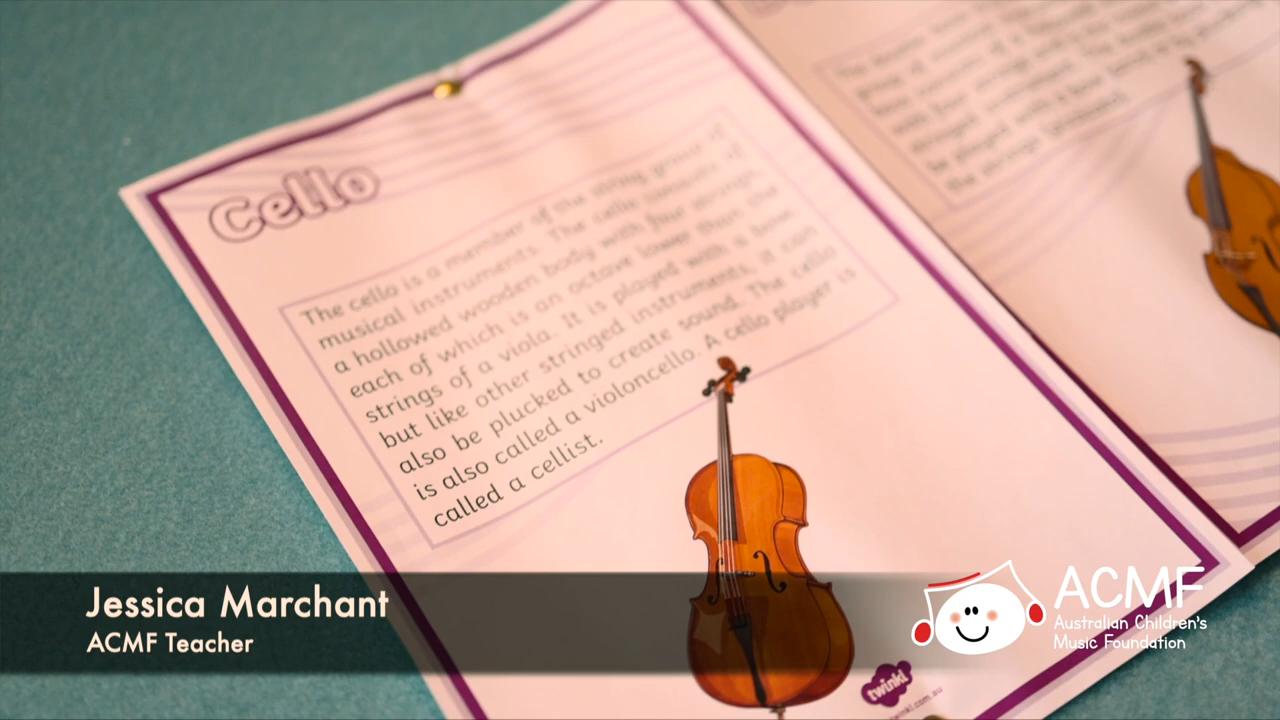 Cello
The cello is a member of the string group of
musical instruments. The cello consists of
a hollowed wooden body with four strings,
each of which is an octave lower than the
strings of a viola. It is played with a bow,
but like other stringed instruments, it can
also be plucked to create sound. The cello
is also called a violoncello. A cello player is
called a cellist.
twinkl
Jessica Marchant
ACMF Teacher
ACMF
Australian Children's
Music Foundation